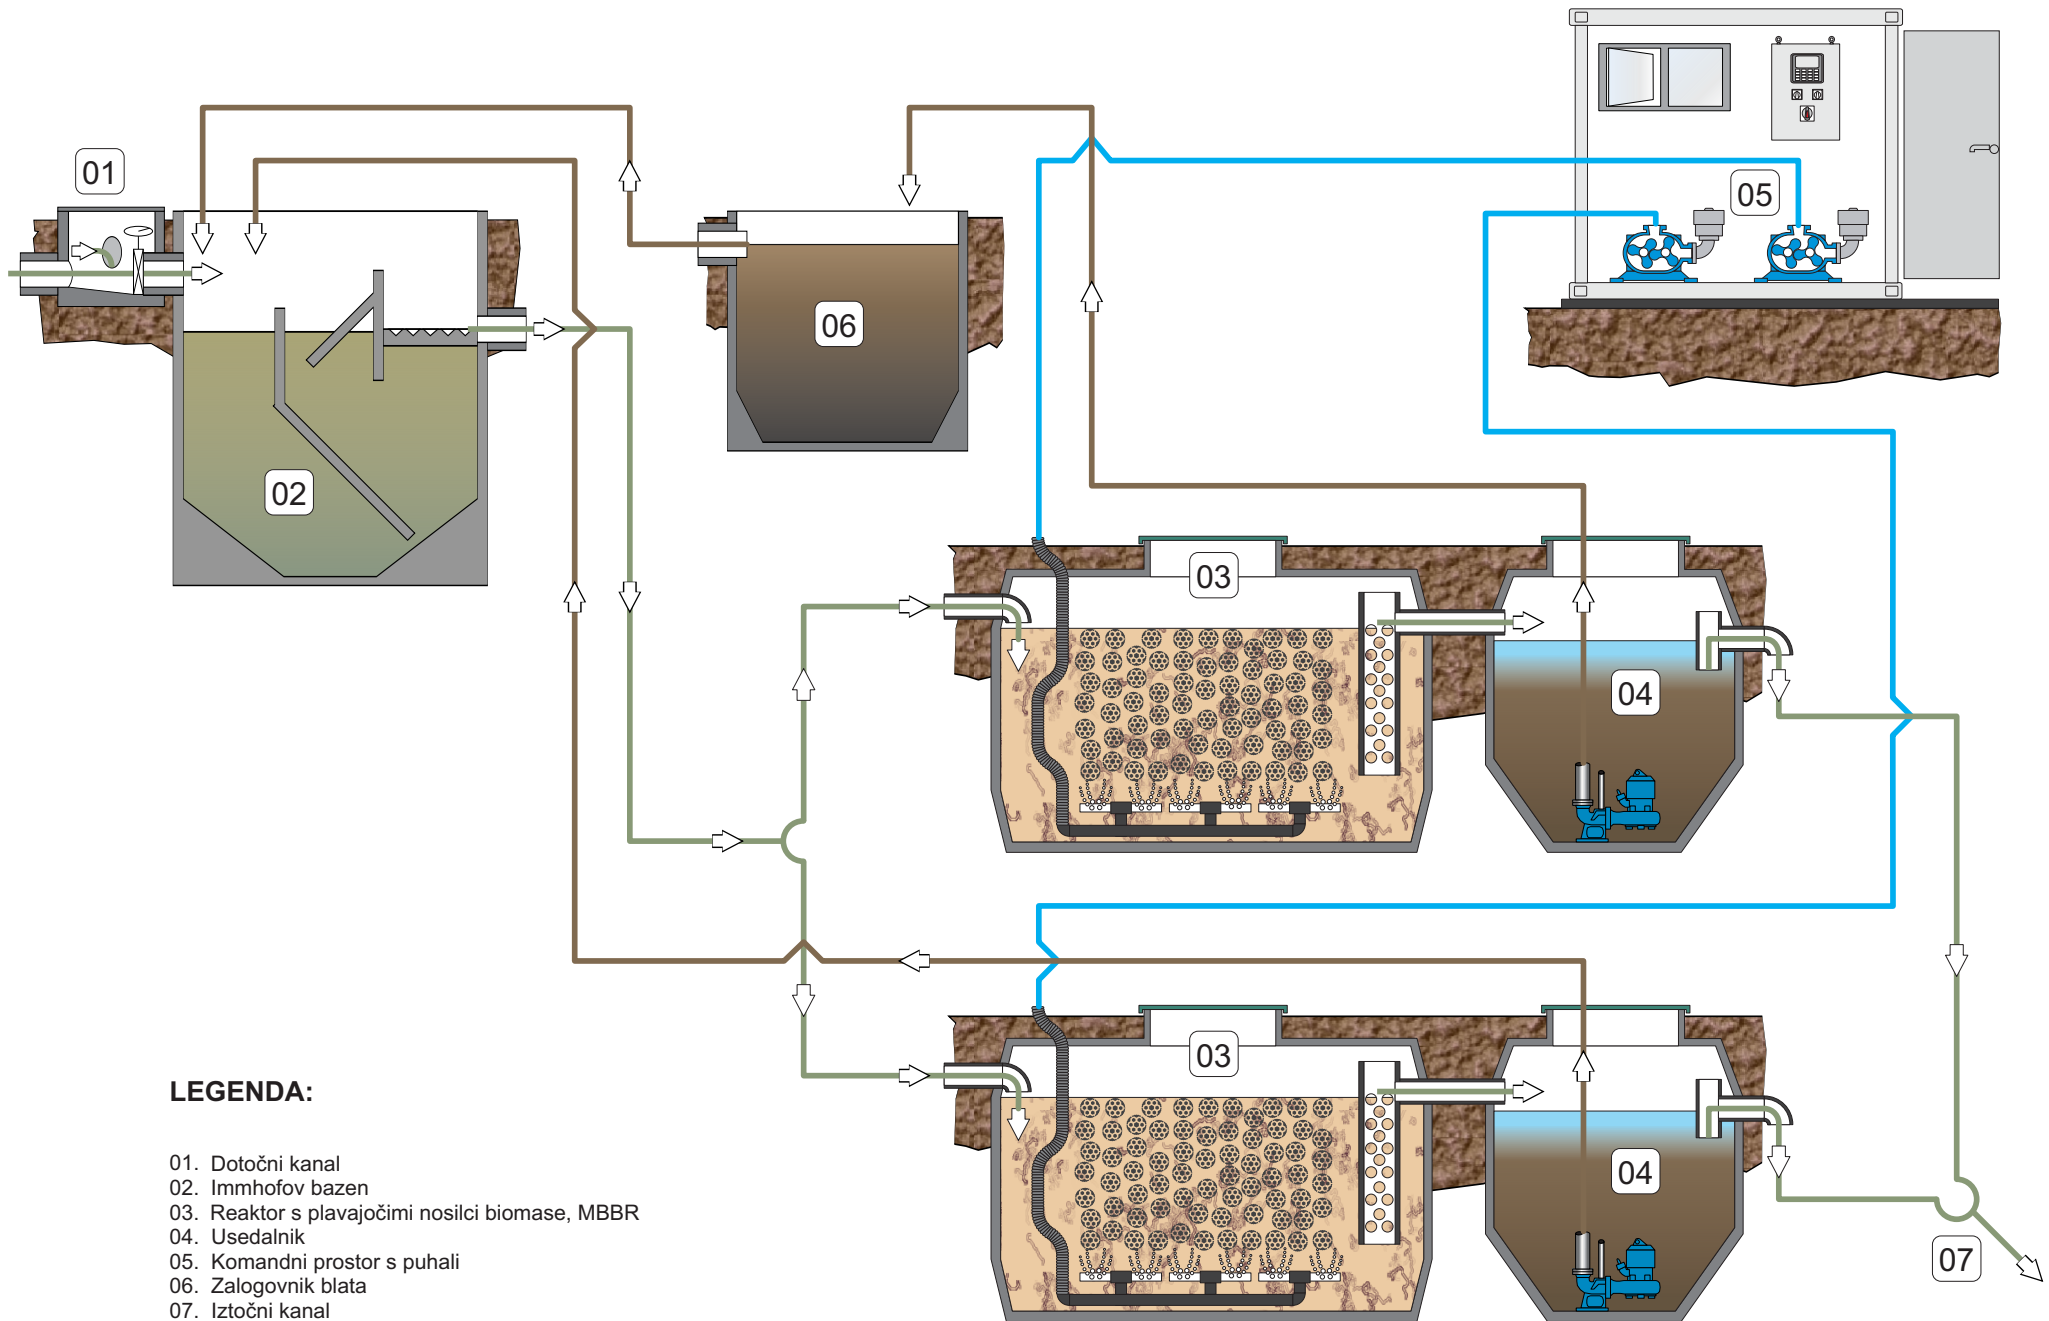 01
05
06
02
03
04
03
04
07
LEGENDA:
01. Dotočni kanal
02. Immhofov bazen
03. Reaktor s plavajočimi nosilci biomase, MBBR
04. Usedalnik
05. Komandni prostor s puhali
06. Zalogovnik blata
07. Iztočni kanal